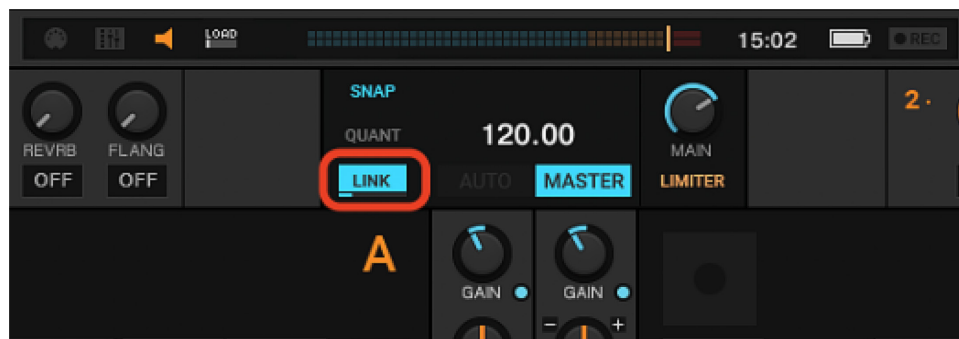 LOAD 15:02 REC
SNAP 2
QUANT 120.00
REVRB FLANG MAIN
OFF OFF LINK AUTO MASTER LIMITER
A
GAIN GAIN
- +